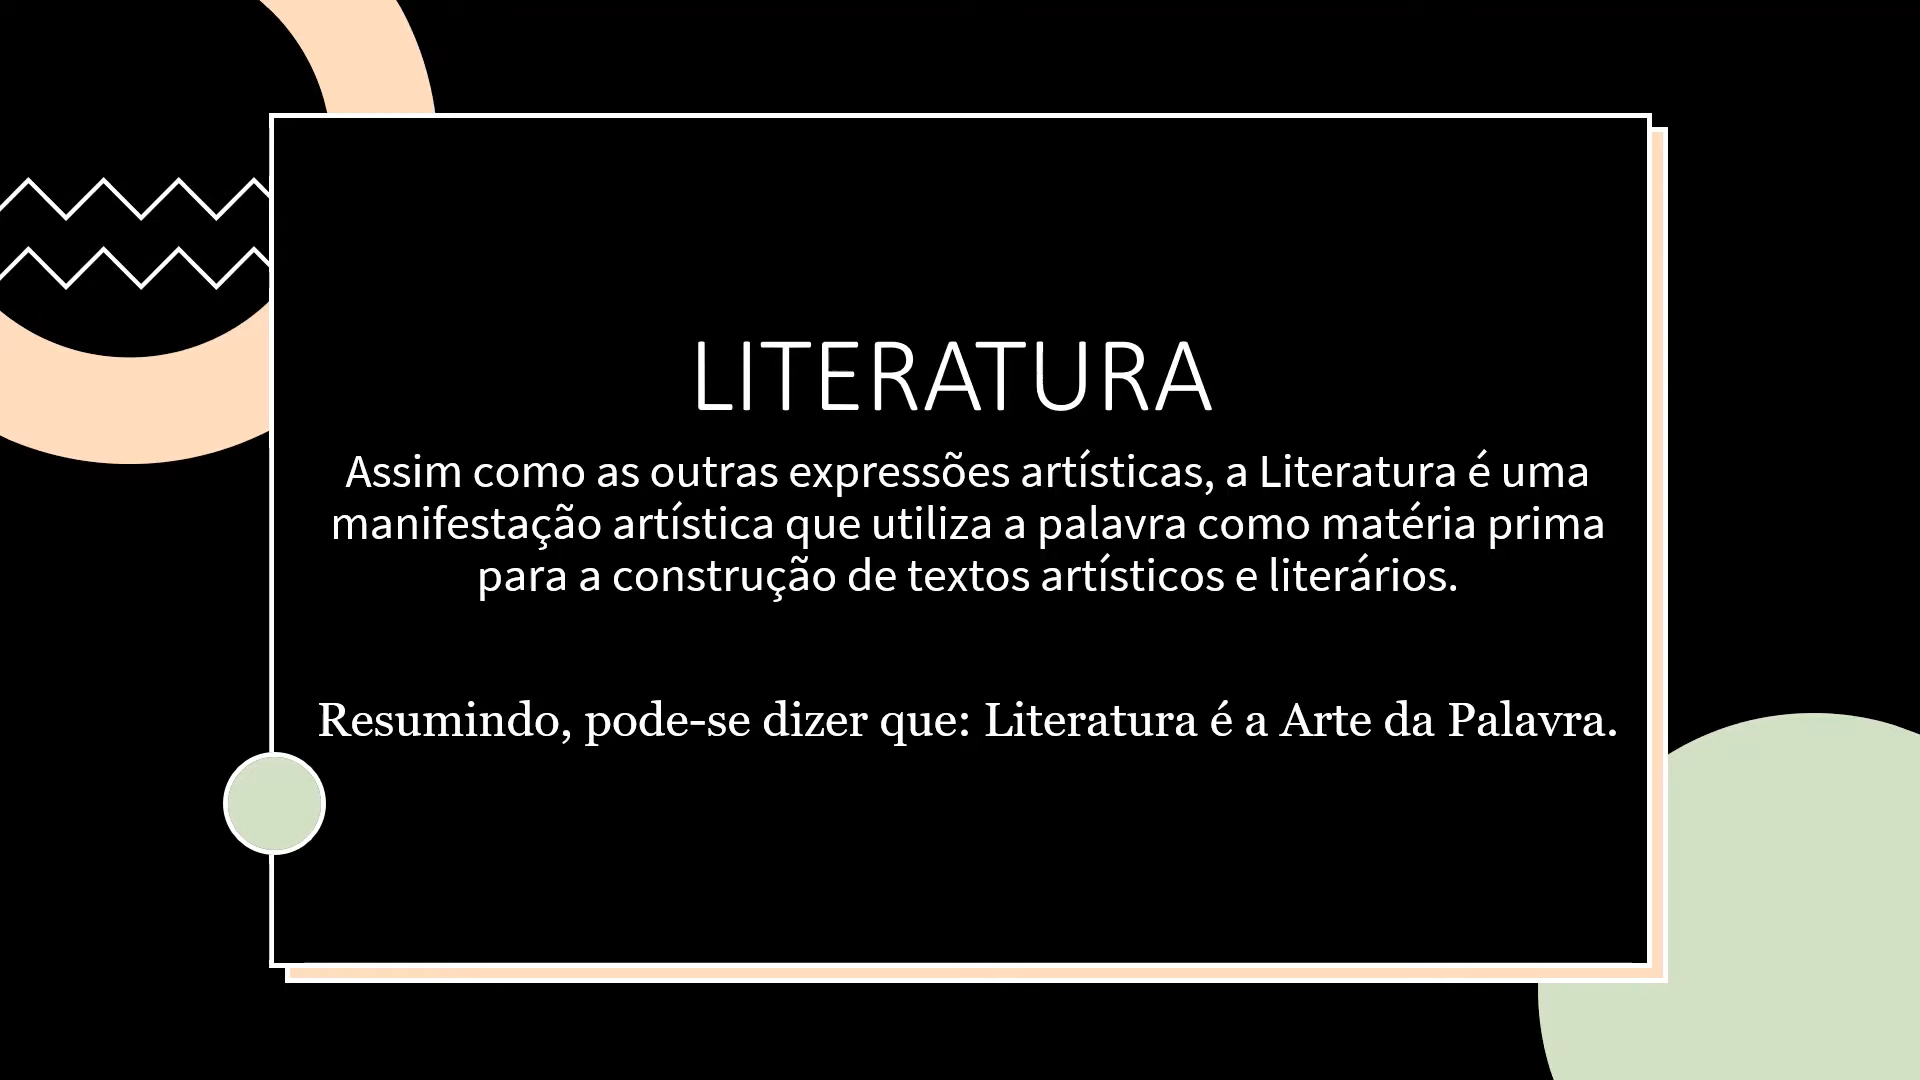 LITERATURA
Assim como as outras expressões artísticas, a Literatura é uma
manifestação artística que utiliza a palavra como matéria prima
para a construção de textos artísticos e literários.
Resumindo, pode-se dizer que: Literatura é a Arte da Palavra.